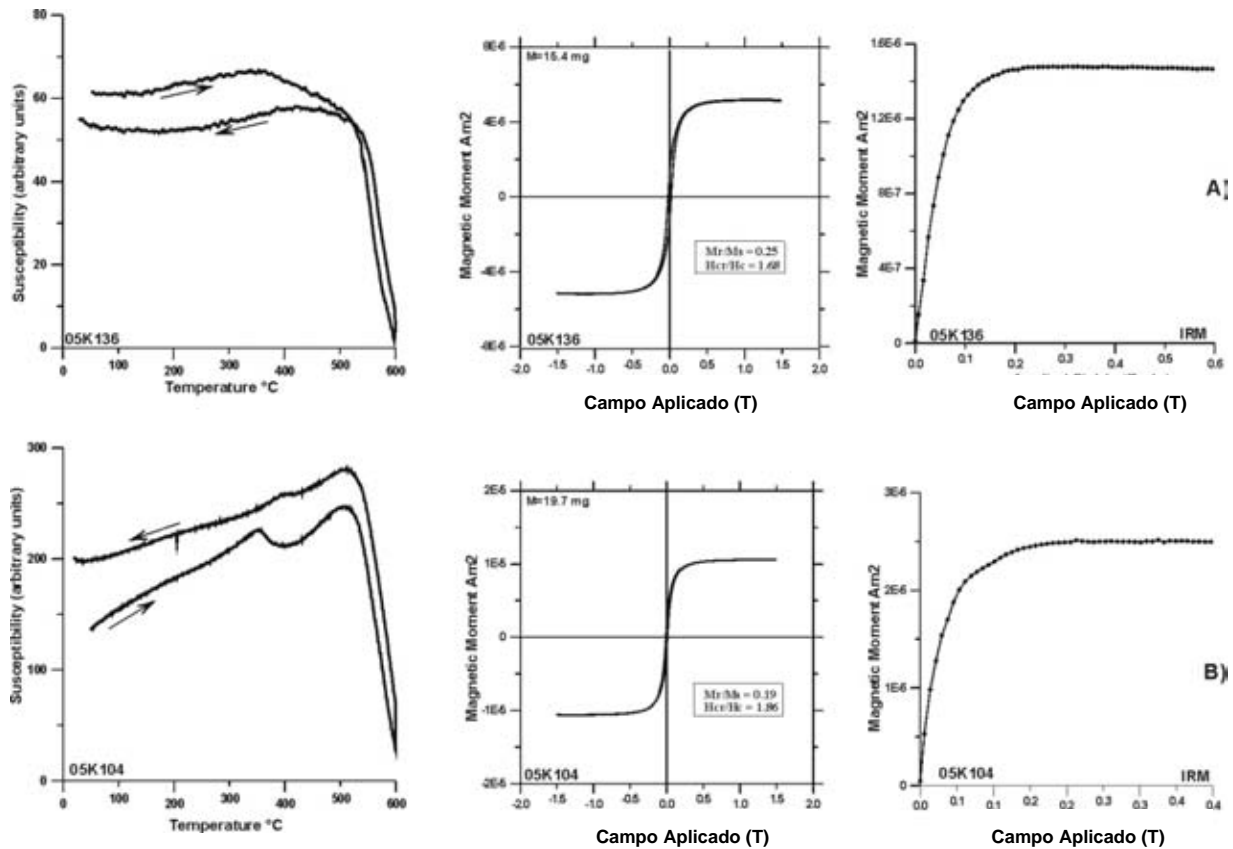 80
60
40
20
0
0 100 200 300 400 500 600
Susceptibility (arbitrary units)
Temperature °C
05K136
8E-6
4E-6
0
-4E-6
-8E-6
-2.0 -1.5 -1.0 -0.5 0.0 0.5 1.0 1.5 2.0
Magnetic Moment Am2
M=15.4 mg
Mr/Ms = 0.25
Hcr/Hc = 1.68
05K136
Campo Aplicado (T)
1.6E-6
1.2E-6
8E-7
4E-7
0
0.0 0.1 0.2 0.3 0.4 0.5 0.6
Magnetic Moment Am2
A)
05K136
IRM
Campo Aplicado (T)
300
200
100
0
0 100 200 300 400 500 600
Susceptibility (arbitrary units)
Temperature °C
05K104
2E-6
1E-6
0
-1E-6
-2E-6
-2.0 -1.5 -1.0 -0.5 0.0 0.5 1.0 1.5 2.0
Magnetic Moment Am2
M=19.7 mg
Mr/Ms = 0.19
Hcr/Hc = 1.86
05K104
Campo Aplicado (T)
3E-6
2E-6
1E-6
0
0.0 0.1 0.1 0.2 0.2 0.3 0.3 0.4 0.4
Magnetic Moment Am2
B)
05K104
IRM
Campo Aplicado (T)